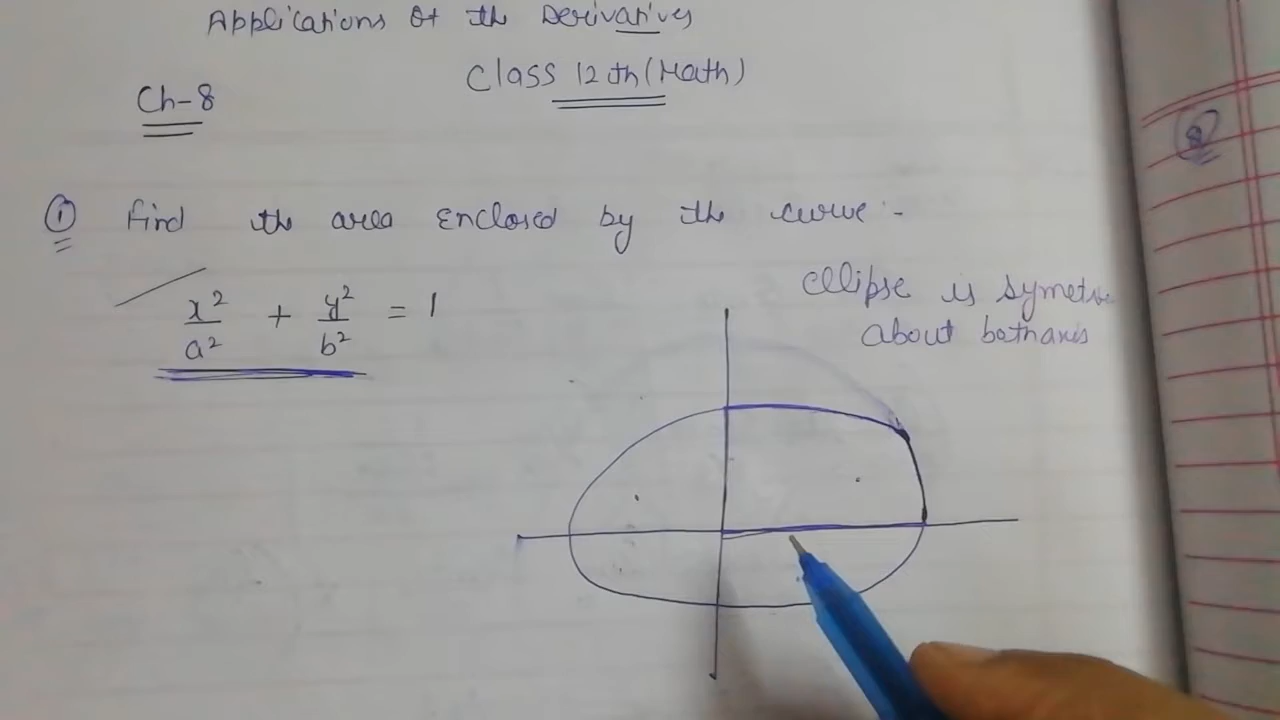 Applications of the Derivatives
Class 12th (Math)
Ch-8
① Find the area Enclosed by the curve :-
x²/a² + y²/b² = 1
Ellipse is symetric
about both axis